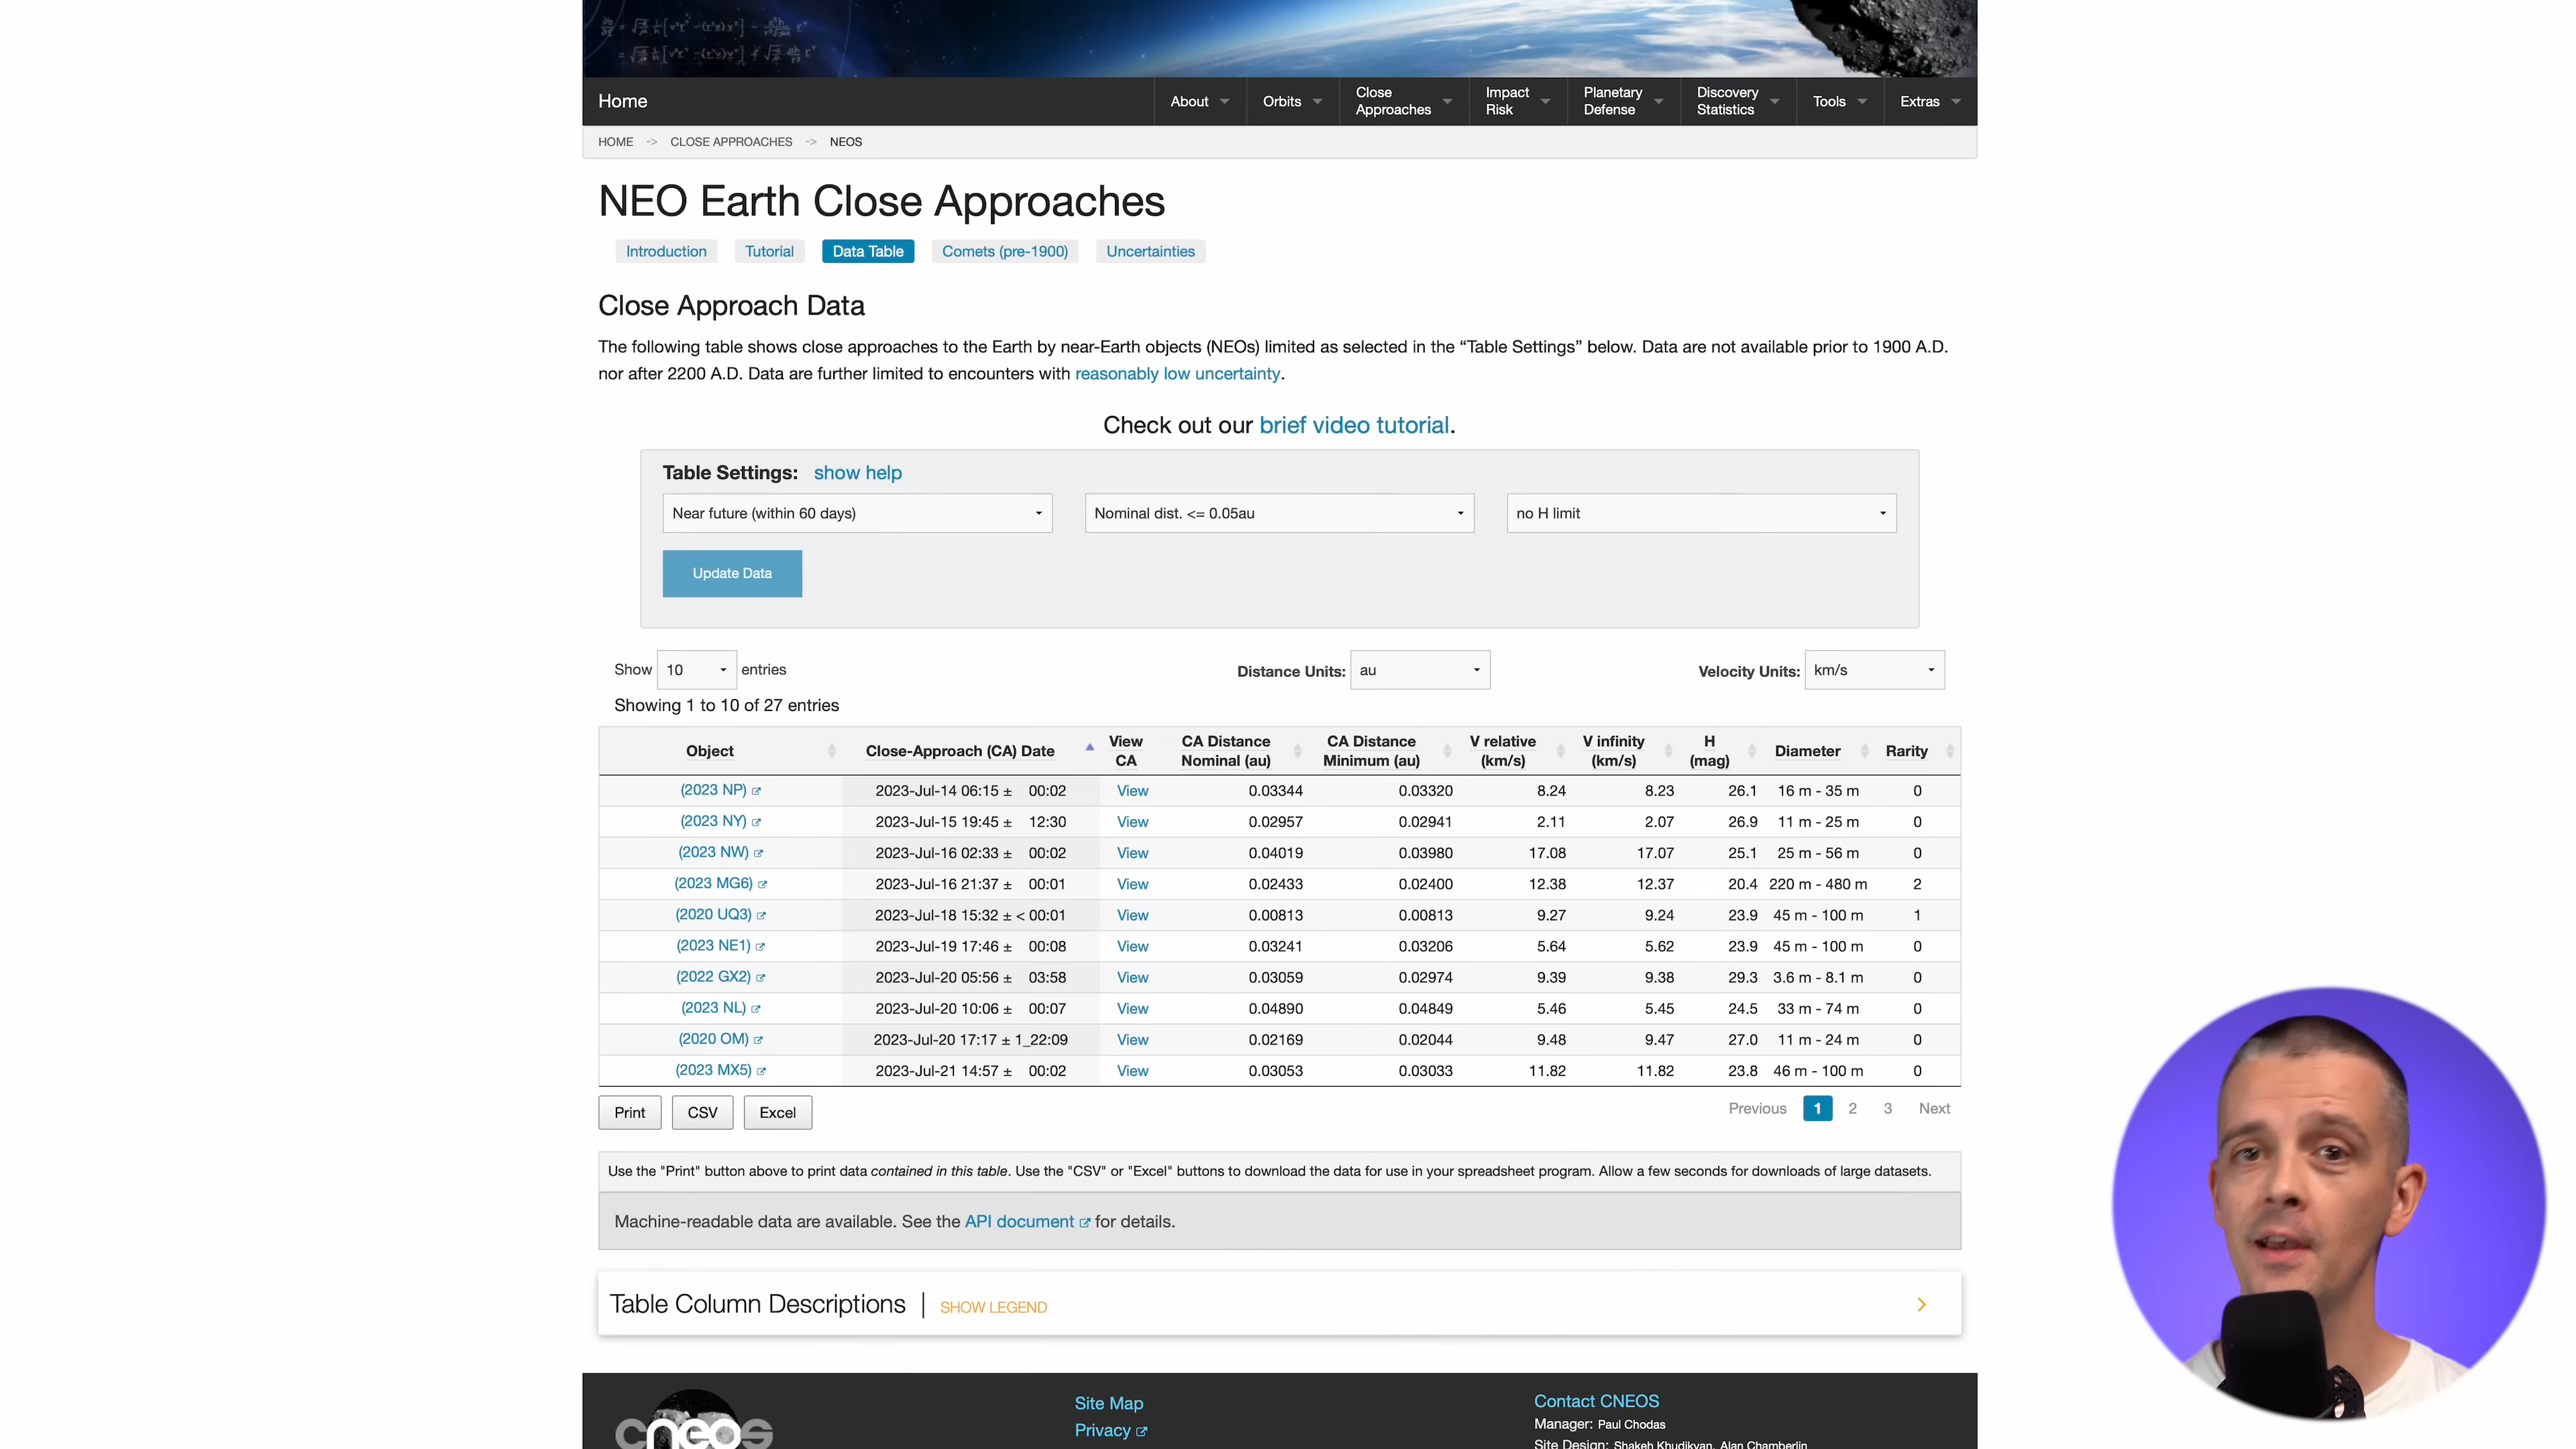 Home
About
Orbits
Close
Approaches
Impact
Risk
Planetary
Defense
Discovery
Statistics
Tools
Extras
HOME -> CLOSE APPROACHES -> NEOS
NEO Earth Close Approaches
Introduction Tutorial Data Table Comets (pre-1900) Uncertainties
Close Approach Data
The following table shows close approaches to the Earth by near-Earth objects (NEOs) limited as selected in the “Table Settings” below. Data are not available prior to 1900 A.D.
nor after 2200 A.D. Data are further limited to encounters with reasonably low uncertainty.
Check out our brief video tutorial.
Table Settings: show help
Near future (within 60 days) Nominal dist. <= 0.05au no H limit
Update Data
Show 10 entries Distance Units: au Velocity Units: km/s
Showing 1 to 10 of 27 entries
Object
Close-Approach (CA) Date
View
CA
CA Distance
Nominal (au)
CA Distance
Minimum (au)
V relative
(km/s)
V infinity
(km/s)
H
(mag)
Diameter
Rarity
(2023 NP) 2023-Jul-14 06:15 ± 00:02 View 0.03344 0.03320 8.24 8.23 26.1 16 m - 35 m 0
(2023 NY) 2023-Jul-15 19:45 ± 12:30 View 0.02957 0.02941 2.11 2.07 26.9 11 m - 25 m 0
(2023 NW) 2023-Jul-16 02:33 ± 00:02 View 0.04019 0.03980 17.08 17.07 25.1 25 m - 56 m 0
(2023 MG6) 2023-Jul-16 21:37 ± 00:01 View 0.02433 0.02400 12.38 12.37 20.4 220 m - 480 m 2
(2020 UQ3) 2023-Jul-18 15:32 ± < 00:01 View 0.00813 0.00813 9.27 9.24 23.9 45 m - 100 m 1
(2023 NE1) 2023-Jul-19 17:46 ± 00:08 View 0.03241 0.03206 5.64 5.62 23.9 45 m - 100 m 0
(2022 GX2) 2023-Jul-20 05:56 ± 03:58 View 0.03059 0.02974 9.39 9.38 29.3 3.6 m - 8.1 m 0
(2023 NL) 2023-Jul-20 10:06 ± 00:07 View 0.04890 0.04849 5.46 5.45 24.5 33 m - 74 m 0
(2020 OM) 2023-Jul-20 17:17 ± 1_22:09 View 0.02169 0.02044 9.48 9.47 27.0 11 m - 24 m 0
(2023 MX5) 2023-Jul-21 14:57 ± 00:02 View 0.03053 0.03033 11.82 11.82 23.8 46 m - 100 m 0
Print CSV Excel Previous 1 2 3 Next
Use the "Print" button above to print data contained in this table. Use the "CSV" or "Excel" buttons to download the data for use in your spreadsheet program. Allow a few seconds for downloads of large datasets.
Machine-readable data are available. See the API document for details.
Table Column Descriptions | SHOW LEGEND
cneos
Site Map
Privacy
Contact CNEOS
Manager: Paul Chodas
Site Design: Shakeh Khudikyan, Alan Chamberlin